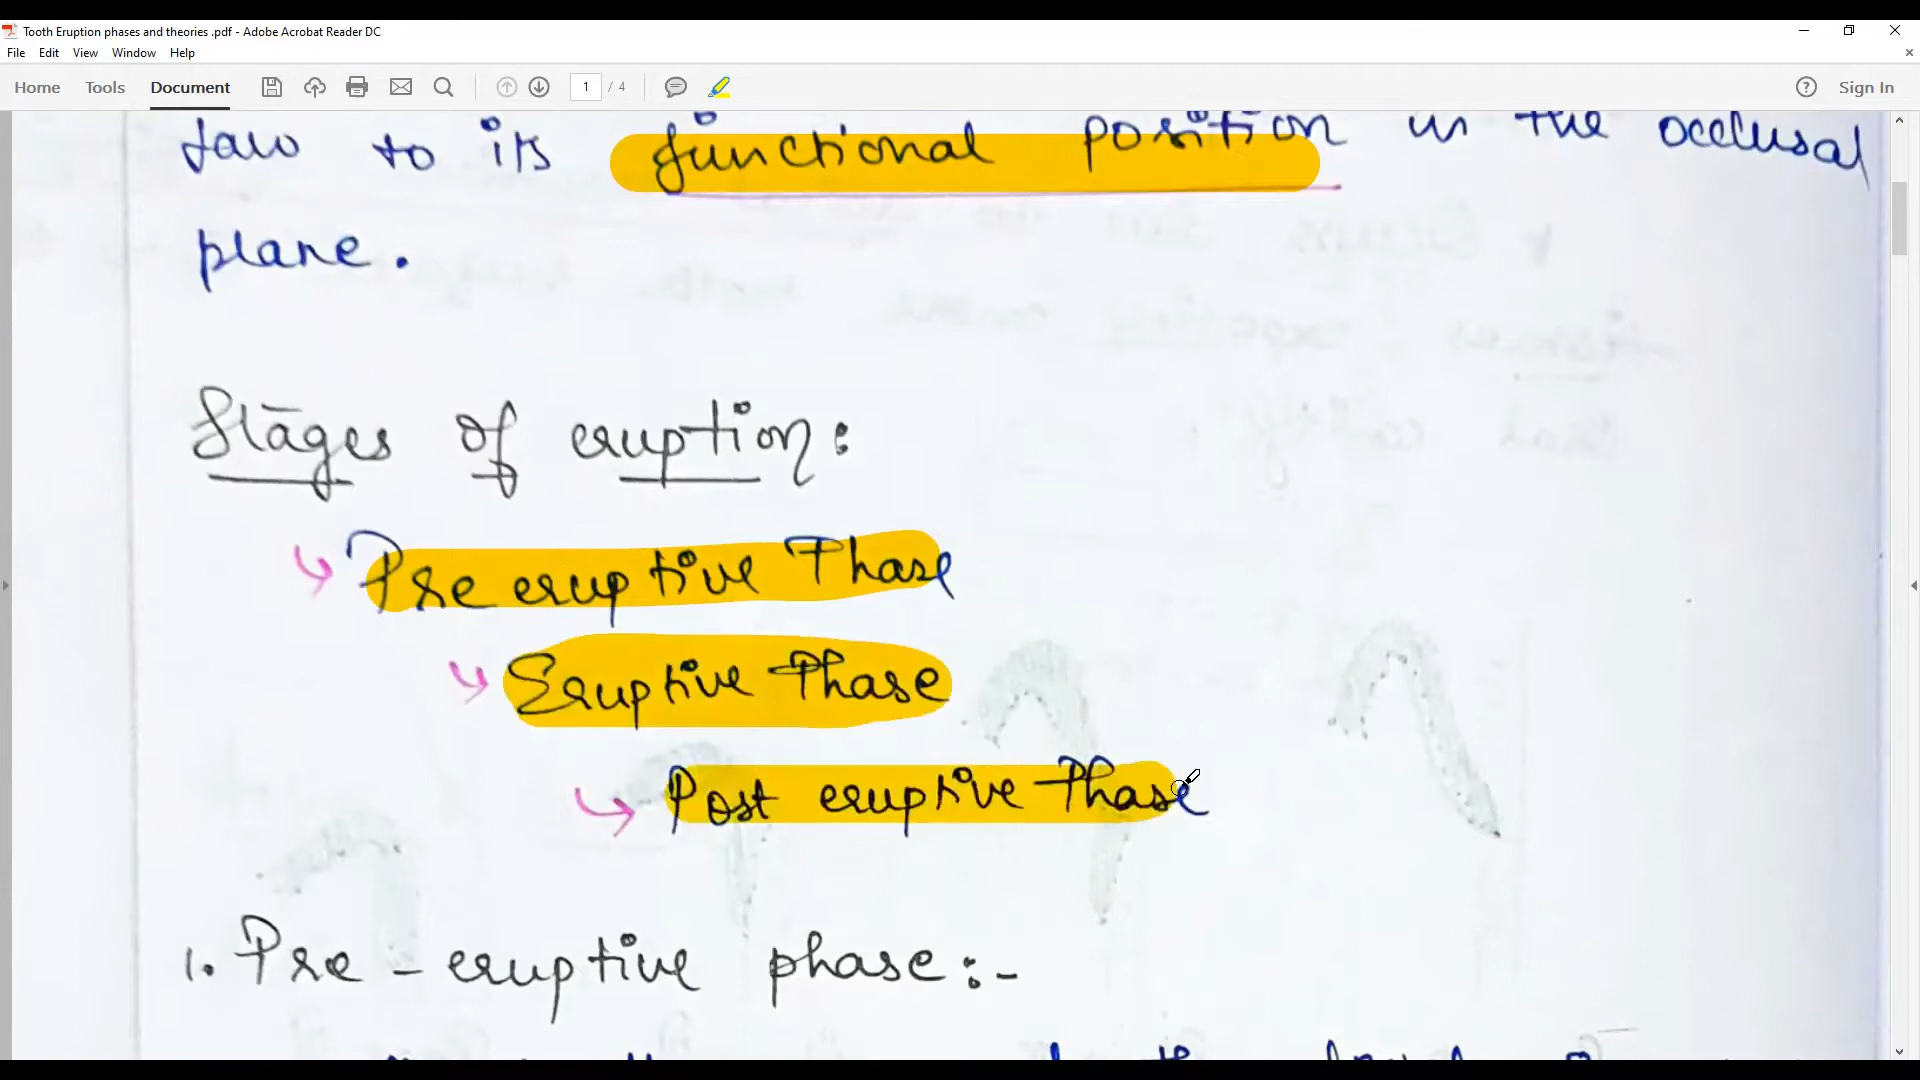 Tooth Eruption phases and theories .pdf - Adobe Acrobat Reader DC
File Edit View Window Help
Home Tools Document 1 / 4 Sign In
Jaw to its functional position in the occlusal
plane.
Stages of eruption:
Pre eruptive Phase
Eruptive Phase
Post eruptive Phase
1. Pre-eruptive phase:-